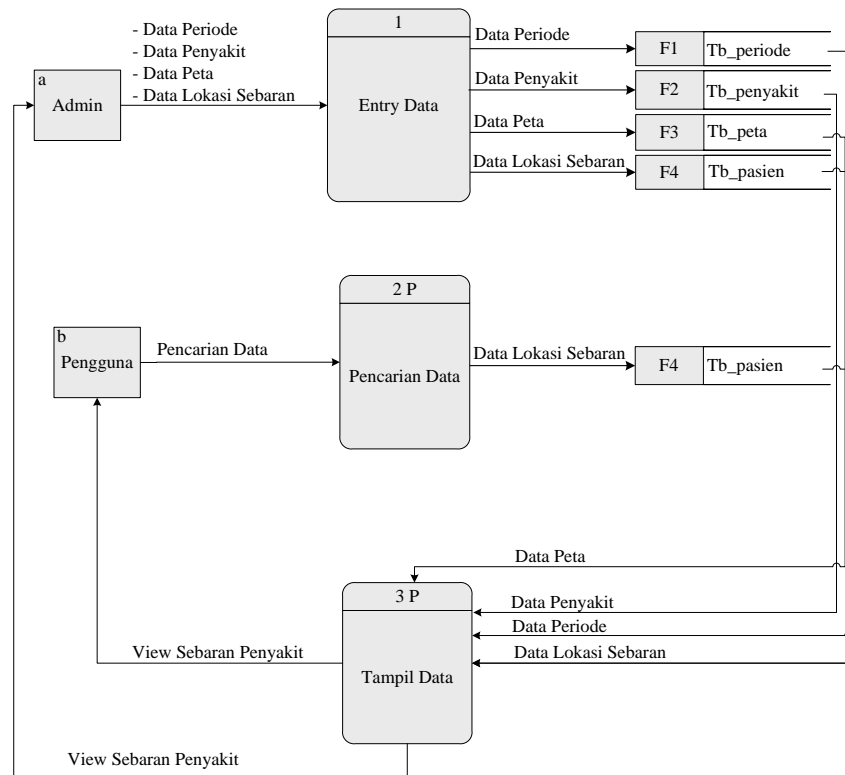 1
- Data Periode
- Data Penyakit
- Data Peta
- Data Lokasi Sebaran
a
Admin
Entry Data
Data Periode
F1
Tb_periode
Data Penyakit
F2
Tb_penyakit
Data Peta
F3
Tb_peta
Data Lokasi Sebaran
F4
Tb_pasien
2 P
b
Pengguna
Pencarian Data
Pencarian Data
Data Lokasi Sebaran
F4
Tb_pasien
Data Peta
3 P
Data Penyakit
Data Periode
Data Lokasi Sebaran
View Sebaran Penyakit
Tampil Data
View Sebaran Penyakit